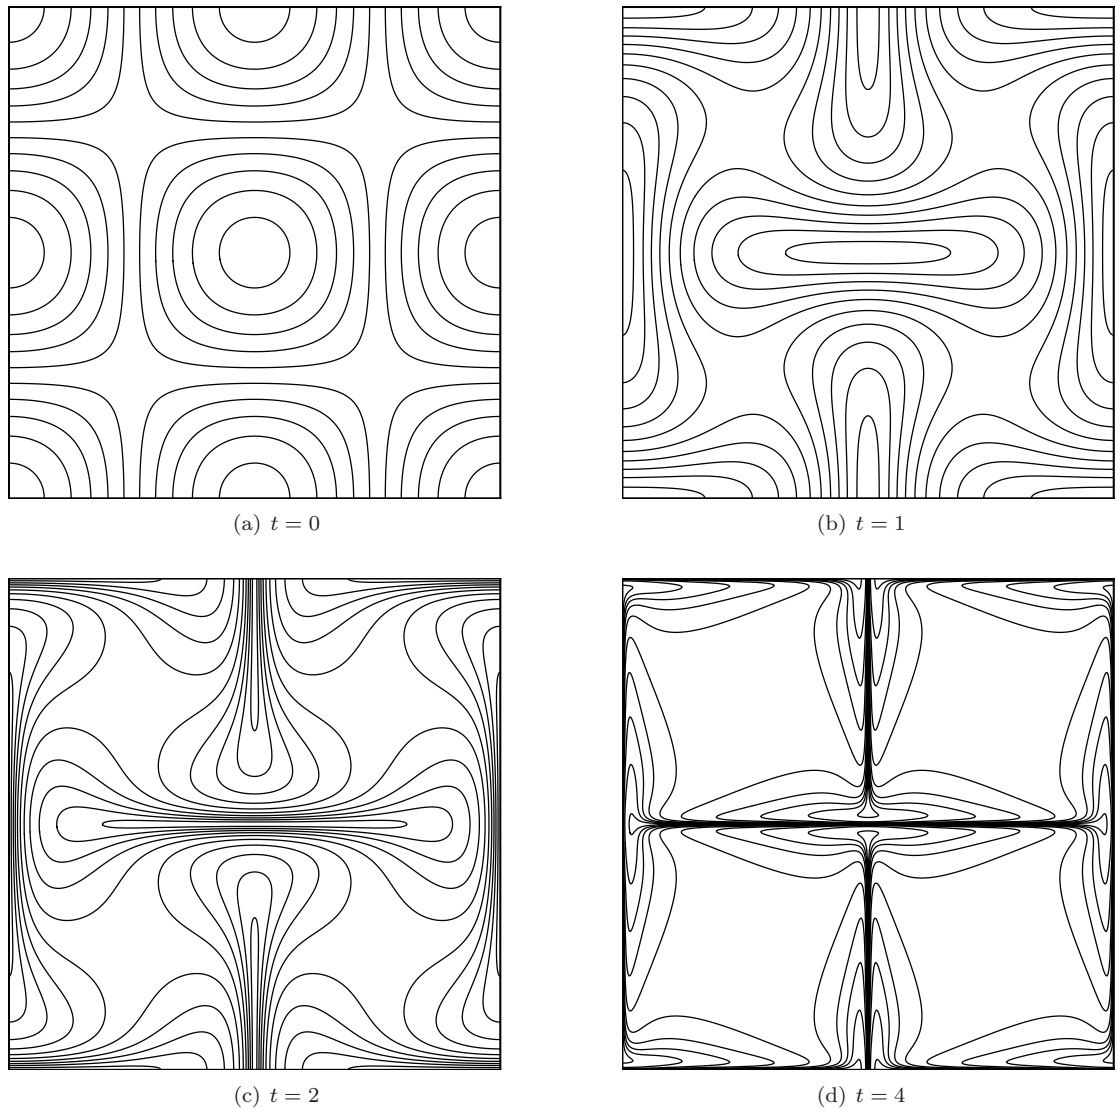 (a) t = 0
(b) t = 1
(c) t = 2
(d) t = 4